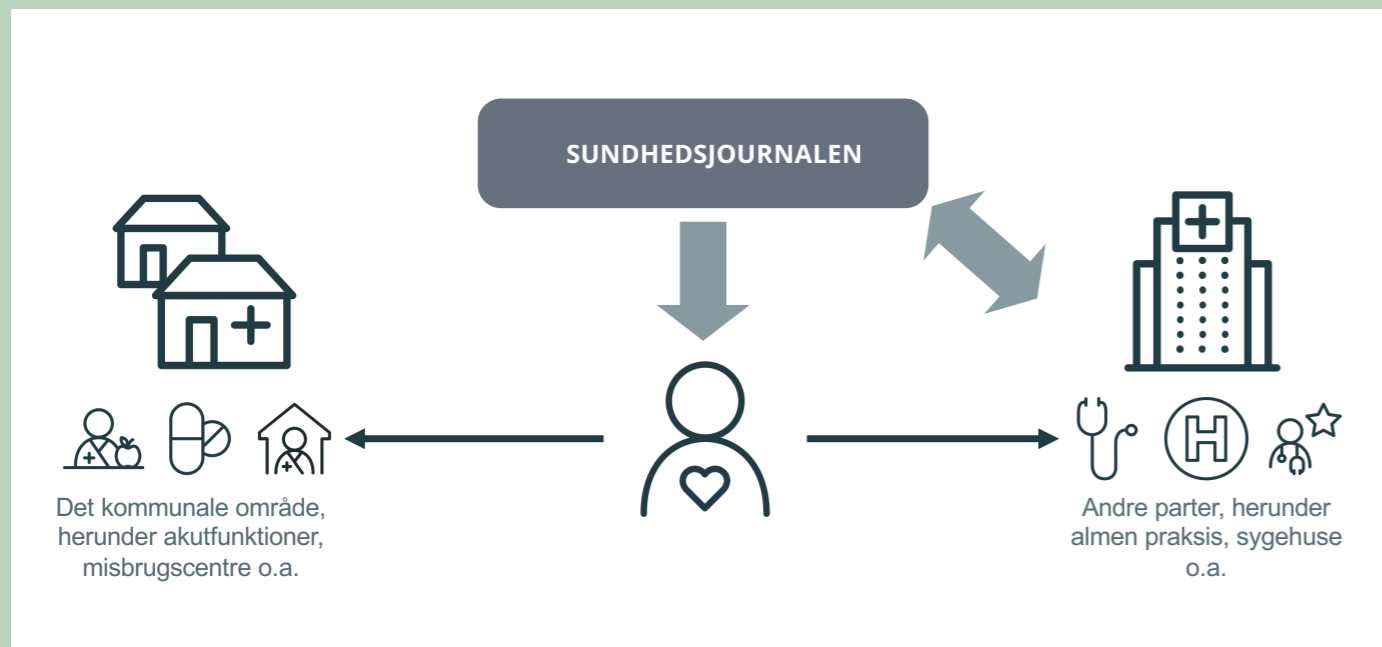 SUNDHEDSJOURNALEN
Det kommunale område,
herunder akutfunktioner,
misbrugscentre o.a.
H
Andre parter, herunder
almen praksis, sygehuse
o.a.